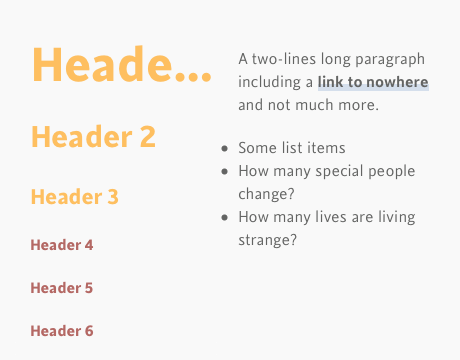 Heade...
Header 2
Header 3
Header 4
Header 5
Header 6
A two-lines long paragraph
including a link to nowhere
and not much more.
• Some list items
• How many special people
change?
• How many lives are living
strange?